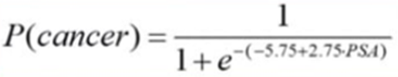 P(cancer) = 1 / (1 + e^-(-5.75+2.75·PSA))